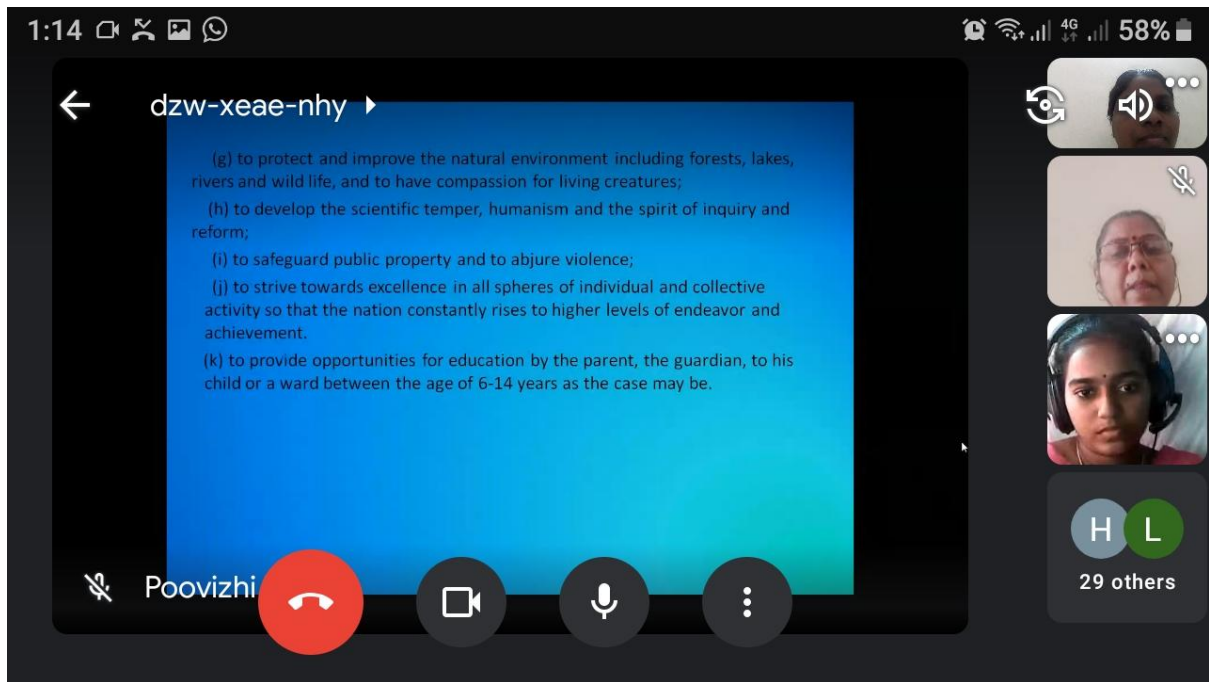 1:14
4G
58%
dzw-xeae-nhy
(g) to protect and improve the natural environment including forests, lakes,
rivers and wild life, and to have compassion for living creatures;
(h) to develop the scientific temper, humanism and the spirit of inquiry and
reform;
(i) to safeguard public property and to abjure violence;
(j) to strive towards excellence in all spheres of individual and collective
activity so that the nation constantly rises to higher levels of endeavor and
achievement.
(k) to provide opportunities for education by the parent, the guardian, to his
child or a ward between the age of 6-14 years as the case may be.
Poovizhi
H L
29 others